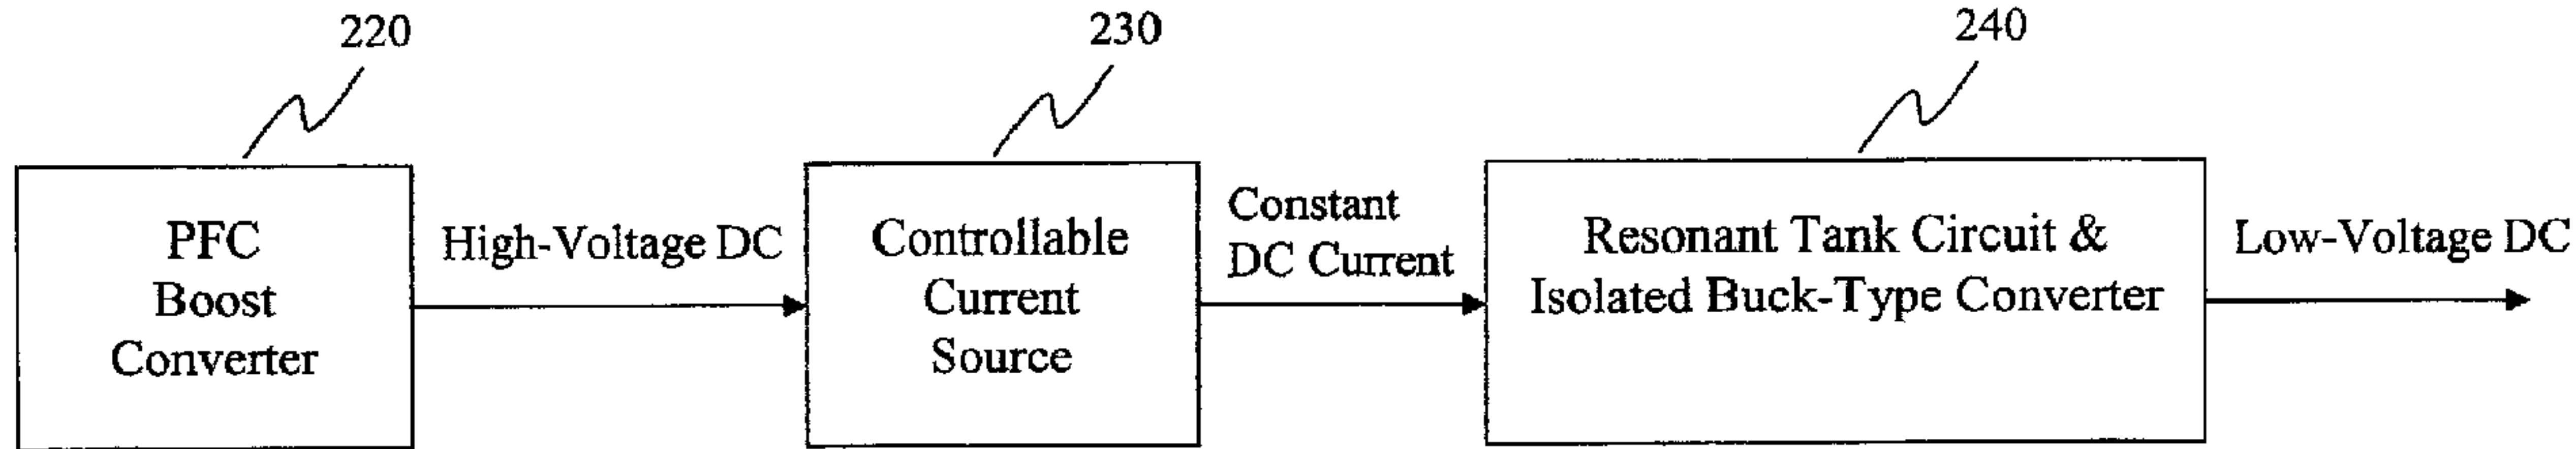 220
230
240
PFC
Boost
Converter
High-Voltage DC
Controllable
Current
Source
Constant
DC Current
Resonant Tank Circuit &
Isolated Buck-Type Converter
Low-Voltage DC